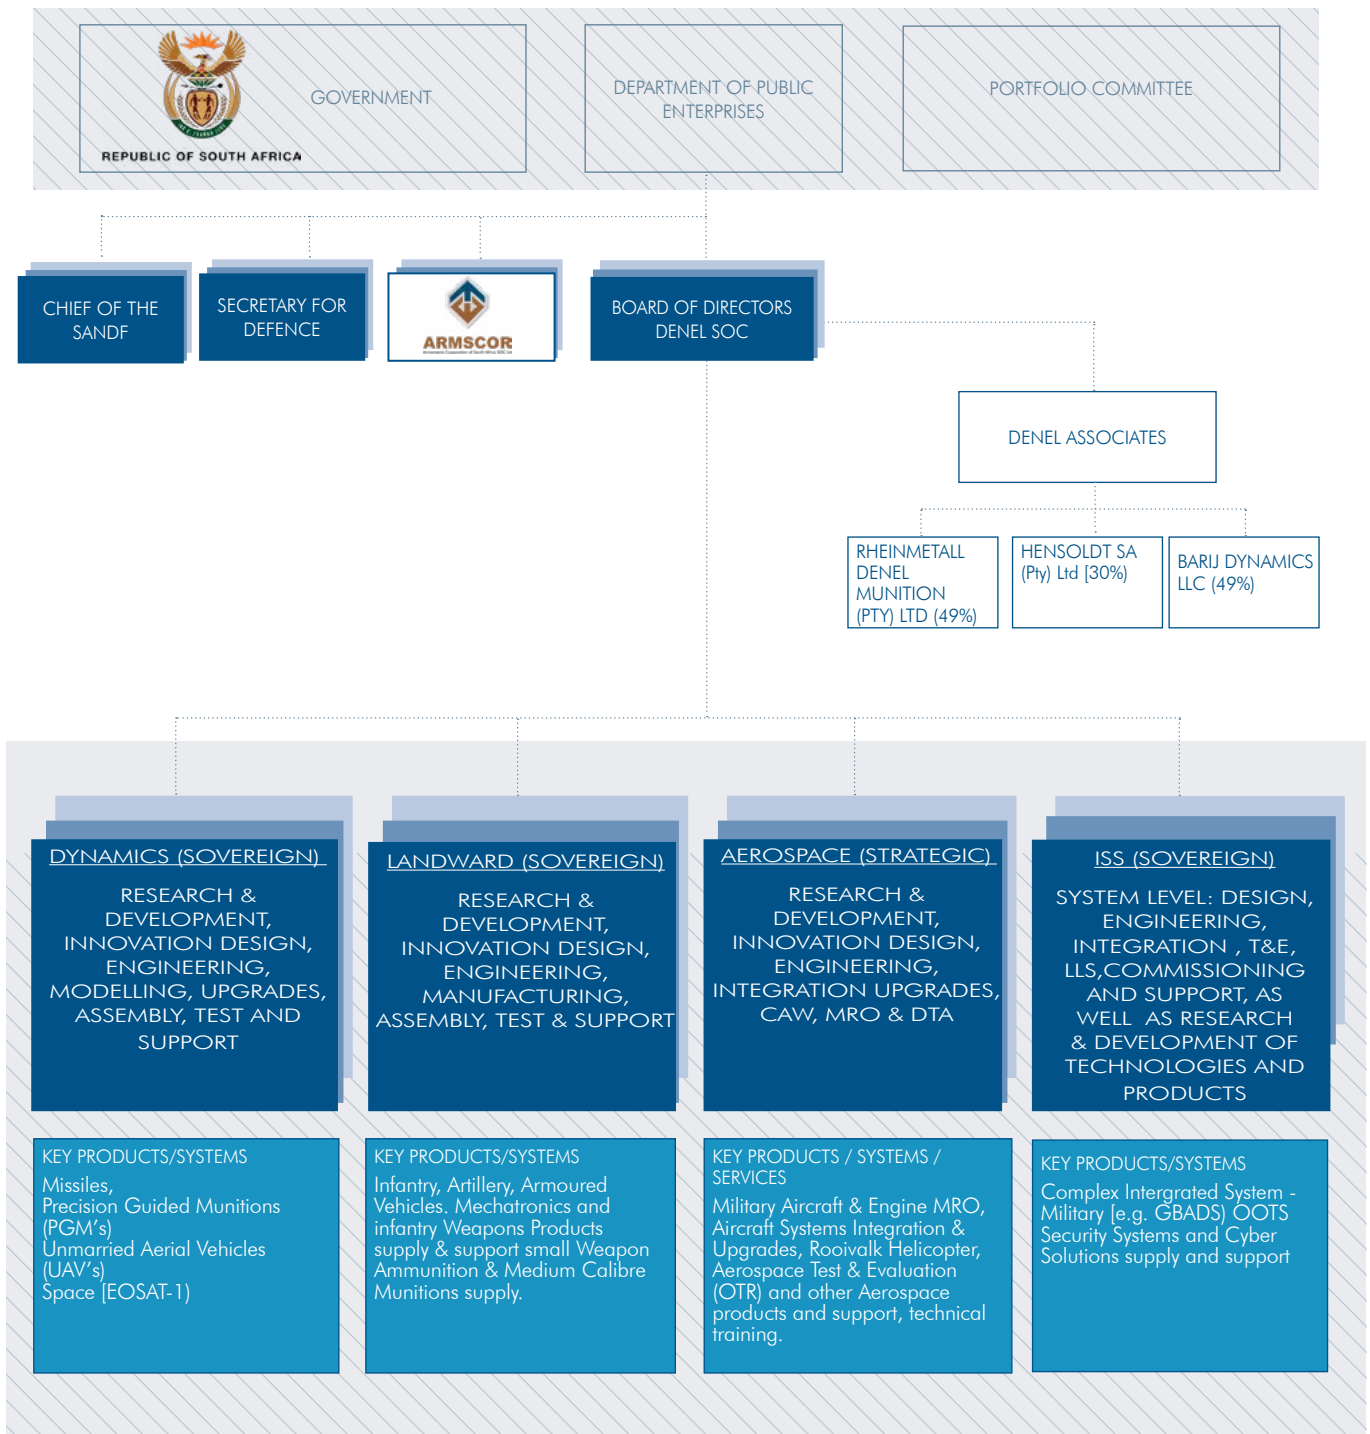 GOVERNMENT
REPUBLIC OF SOUTH AFRICA
DEPARTMENT OF PUBLIC
ENTERPRISES
PORTFOLIO COMMITTEE
CHIEF OF THE
SANDF
SECRETARY FOR
DEFENCE
ARMSCOR
BOARD OF DIRECTORS
DENEL SOC
DENEL ASSOCIATES
RHEINMETALL
DENEL
MUNITION
(PTY) LTD (49%)
HENSOLDT SA
(Pty) Ltd [30%)
BARIJ DYNAMICS
LLC (49%)
DYNAMICS (SOVEREIGN)
RESEARCH &
DEVELOPMENT,
INNOVATION DESIGN,
ENGINEERING,
MODELLING, UPGRADES,
ASSEMBLY, TEST AND
SUPPORT
LANDWARD (SOVEREIGN)
RESEARCH &
DEVELOPMENT,
INNOVATION DESIGN,
ENGINEERING,
MANUFACTURING,
ASSEMBLY, TEST & SUPPORT
AEROSPACE (STRATEGIC)
RESEARCH &
DEVELOPMENT,
INNOVATION DESIGN,
ENGINEERING,
INTEGRATION UPGRADES,
CAW, MRO & DTA
ISS (SOVEREIGN)
SYSTEM LEVEL: DESIGN,
ENGINEERING,
INTEGRATION , T&E,
LLS,COMMISSIONING
AND SUPPORT, AS
WELL AS RESEARCH
& DEVELOPMENT OF
TECHNOLOGIES AND
PRODUCTS
KEY PRODUCTS/SYSTEMS
Missiles,
Precision Guided Munitions
(PGM's)
Unmarried Aerial Vehicles
(UAV's)
Space [EOSAT-1)
KEY PRODUCTS/SYSTEMS
Infantry, Artillery, Armoured
Vehicles. Mechatronics and
infantry Weapons Products
supply & support small Weapon
Ammunition & Medium Calibre
Munitions supply.
KEY PRODUCTS / SYSTEMS /
SERVICES
Military Aircraft & Engine MRO,
Aircraft Systems Integration &
Upgrades, Rooivalk Helicopter,
Aerospace Test & Evaluation
(OTR) and other Aerospace
products and support, technical
training.
KEY PRODUCTS/SYSTEMS
Complex Intergrated System -
Military [e.g. GBADS) OOTS
Security Systems and Cyber
Solutions supply and support